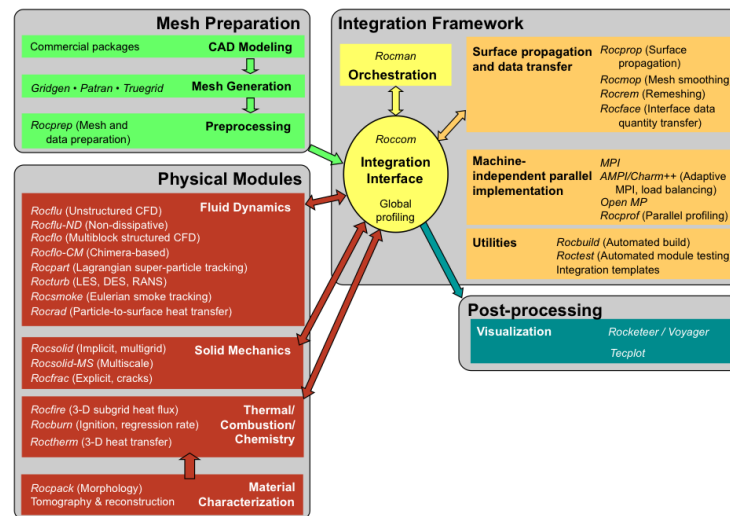 Mesh Preparation
Commercial packages
CAD Modeling
Gridgen • Patran • Truegrid
Mesh Generation
Rocprep (Mesh and
data preparation)
Preprocessing
Physical Modules
Fluid Dynamics
Rocflu (Unstructured CFD)
Rocflu-ND (Non-dissipative)
Rocflo (Multiblock structured CFD)
Rocflo-CM (Chimera-based)
Rocpart (Lagrangian super-particle tracking)
Rocturb (LES, DES, RANS)
Rocsmoke (Eulerian smoke tracking)
Rocrad (Particle-to-surface heat transfer)
Rocsolid (Implicit, multigrid)
Rocsolid-MS (Multiscale)
Rocfrac (Explicit, cracks)
Solid Mechanics
Rocfire (3-D subgrid heat flux)
Rocburn (Ignition, regression rate)
Roctherm (3-D heat transfer)
Thermal/
Combustion/
Chemistry
Rocpack (Morphology)
Tomography & reconstruction
Material
Characterization
Integration Framework
Rocman
Orchestration
Roccom
Integration
Interface
Global
profiling
Surface propagation
and data transfer
Rocprop (Surface
propagation)
Rocmop (Mesh smoothing)
Rocrem (Remeshing)
Rocface (Interface data
quantity transfer)
Machine-
independent parallel
implementation
MPI
AMPI/Charm++ (Adaptive
MPI, load balancing)
Open MP
Rocprof (Parallel profiling)
Utilities
Rocbuild (Automated build)
Roctest (Automated module testing)
Integration templates
Post-processing
Visualization
Rocketeer / Voyager
Tecplot